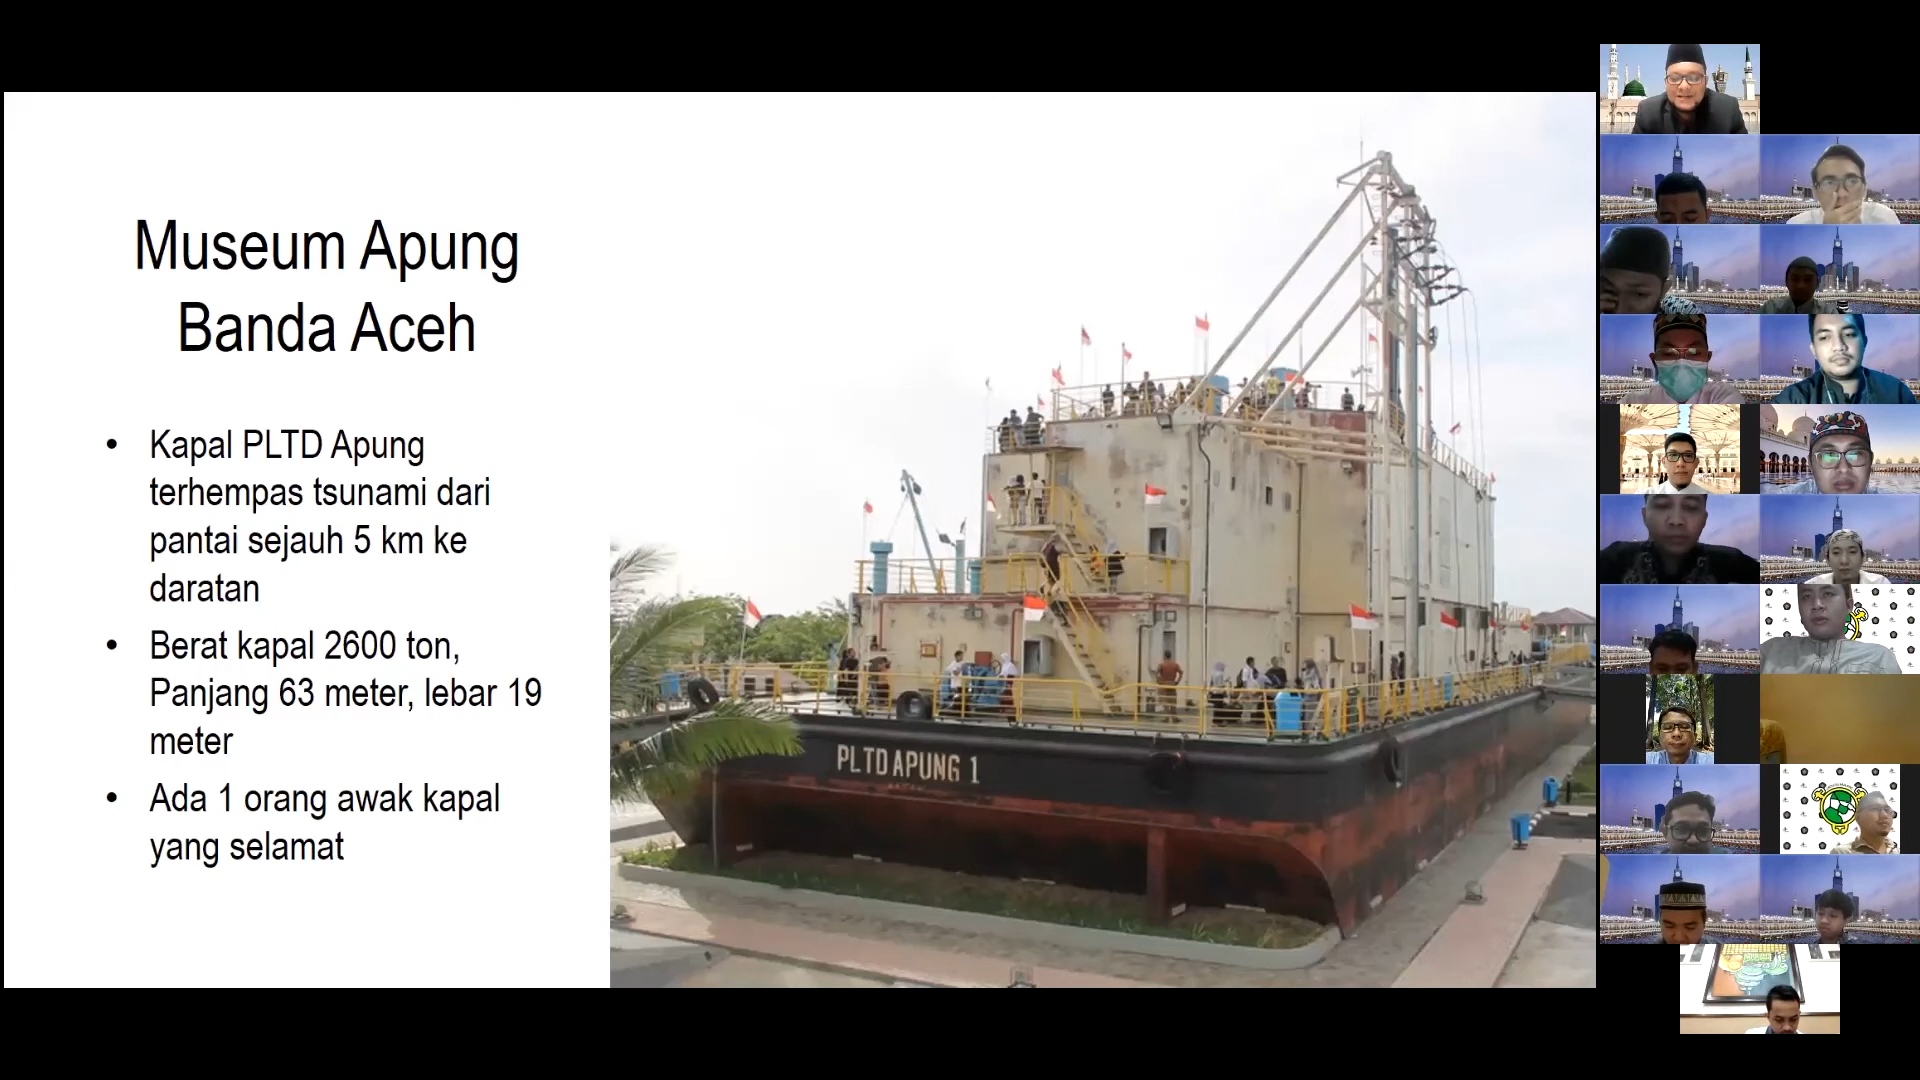 Museum Apung
Banda Aceh
• Kapal PLTD Apung
terhempas tsunami dari
pantai sejauh 5 km ke
daratan
• Berat kapal 2600 ton,
Panjang 63 meter, lebar 19
meter
• Ada 1 orang awak kapal
yang selamat
PLTD APUNG 1